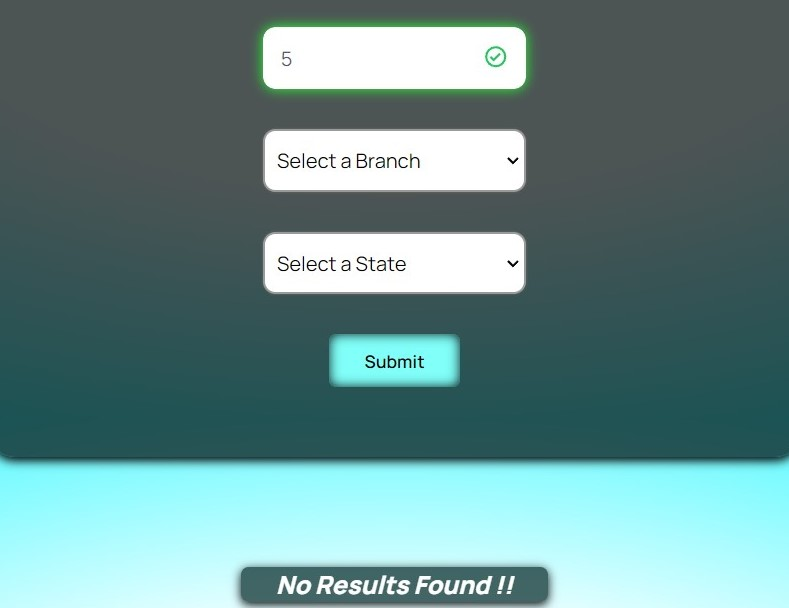 5
Select a Branch
Select a State
Submit
No Results Found !!